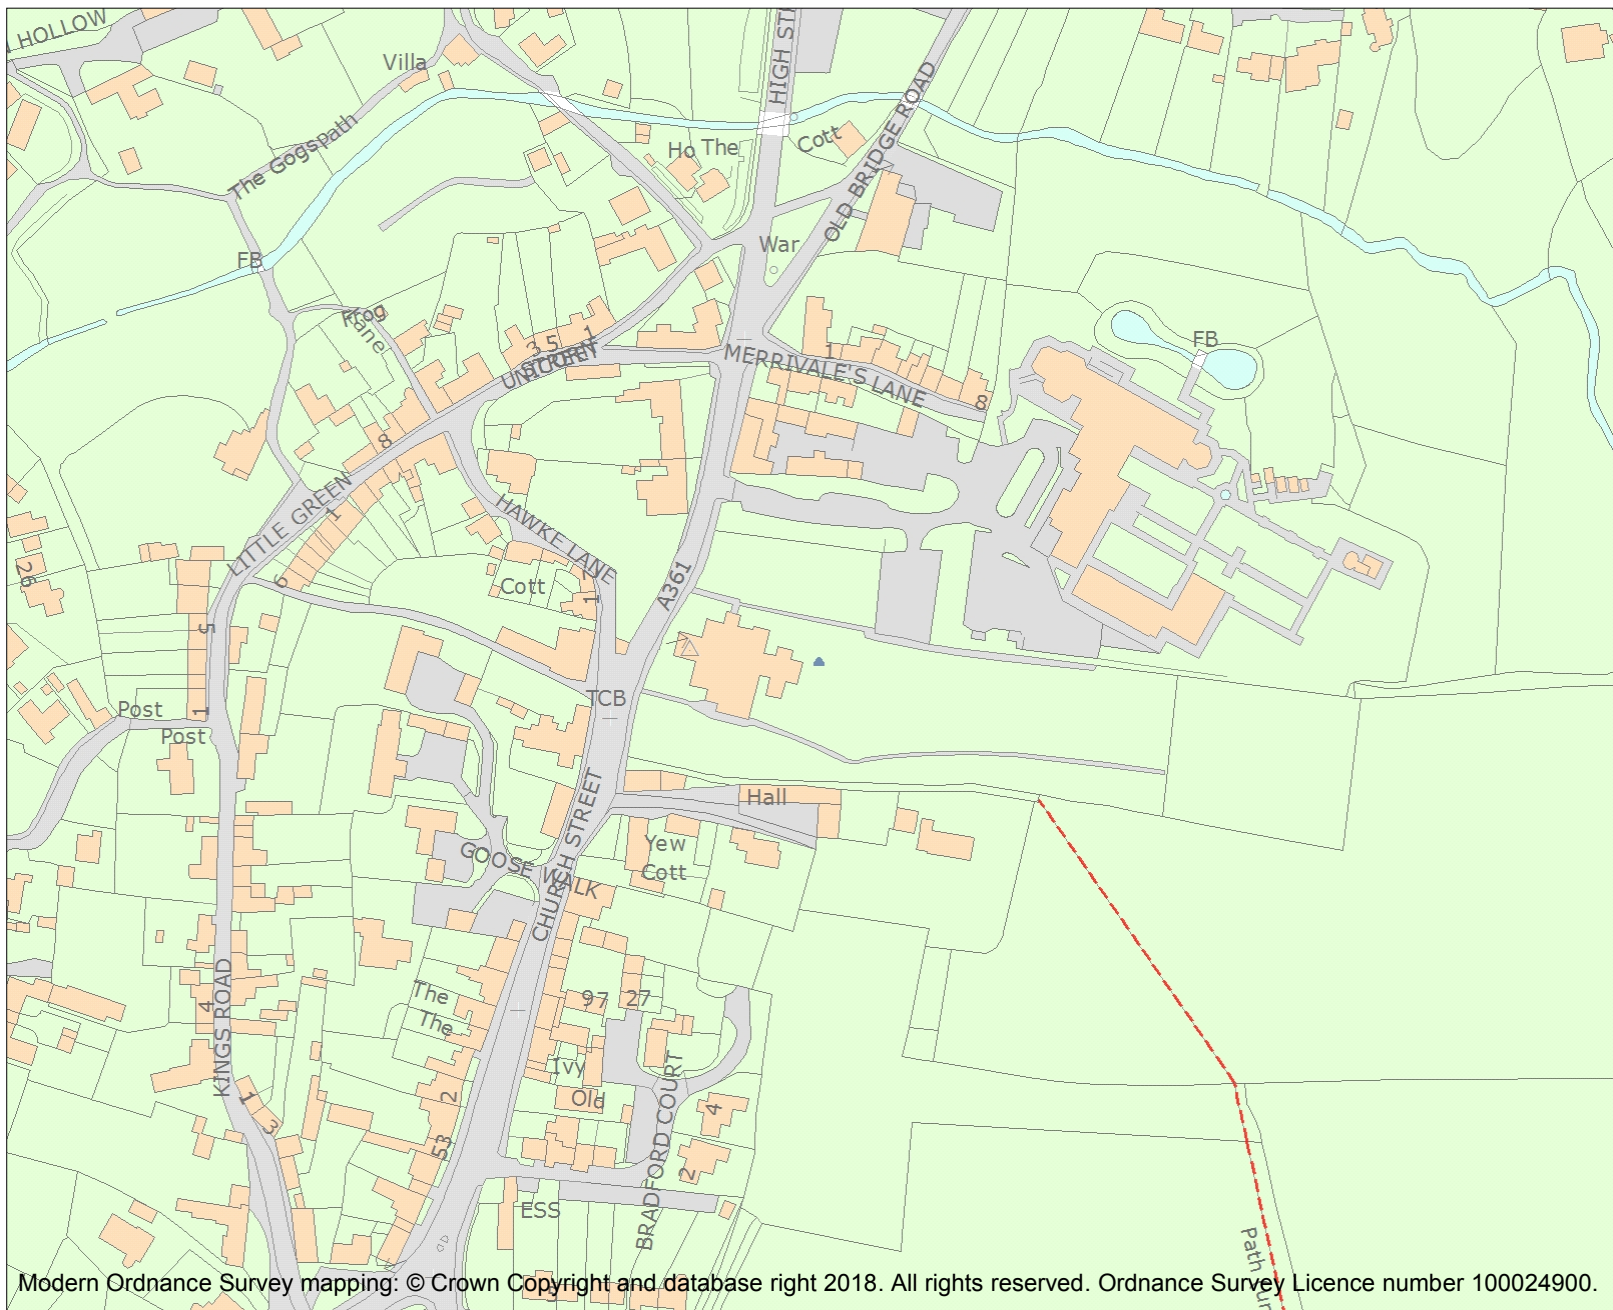 HOLLOW
Villa
HIGH ST
The Gogspath
Ho The
Cott
OLD BRIDGE ROAD
War
FB
Frog
Lane
FB
3 5
1
UNICORN
STREET
1
MERRIVALE'S LANE
8
8
LITTLE GREEN
1
HAWKE LANE
26
6
Cott
1
A361
5
TCB
1
Post
Post
Hall
CHURCH STREET
Yew
Cott
GOOSE WALK
KINGS ROAD
4
The
The
97
27
Ivy
Old
BRADFORD COURT
4
2
1
3
2
53
ESS
Path
Modern Ordnance Survey mapping: © Crown Copyright and database right 2018. All rights reserved. Ordnance Survey Licence number 100024900.